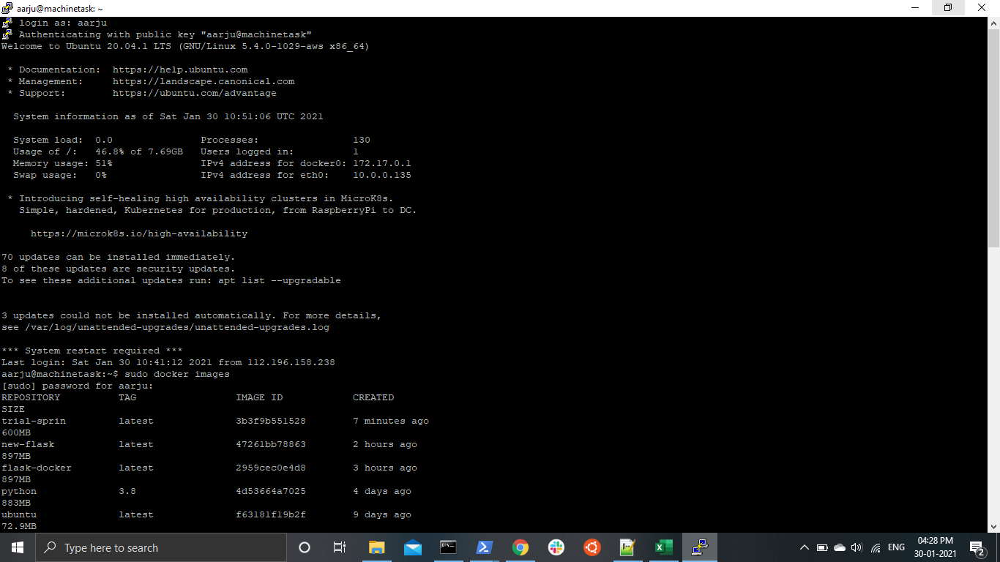 aarju@machinetask: ~
login as: aarju
Authenticating with public key "aarju@machinetask"
Welcome to Ubuntu 20.04.1 LTS (GNU/Linux 5.4.0-1029-aws x86_64)
* Documentation:  https://help.ubuntu.com
* Management:     https://landscape.canonical.com
* Support:        https://ubuntu.com/advantage
System information as of Sat Jan 30 10:51:06 UTC 2021
System load:  0.0               Processes:                130
Usage of /:   46.8% of 7.69GB   Users logged in:          1
Memory usage: 51%               IPv4 address for docker0: 172.17.0.1
Swap usage:   0%                IPv4 address for eth0:    10.0.0.135
* Introducing self-healing high availability clusters in MicroK8s.
Simple, hardened, Kubernetes for production, from RaspberryPi to DC.
https://microk8s.io/high-availability
70 updates can be installed immediately.
8 of these updates are security updates.
To see these additional updates run: apt list --upgradable
3 updates could not be installed automatically. For more details,
see /var/log/unattended-upgrades/unattended-upgrades.log
*** System restart required ***
Last login: Sat Jan 30 10:41:12 2021 from 112.196.158.238
aarju@machinetask:~$ sudo docker images
[sudo] password for aarju:
REPOSITORY          TAG                 IMAGE ID            CREATED
SIZE
trial-sprin         latest              3b3f9b551528        7 minutes ago
600MB
new-flask           latest              47261bb78863        2 hours ago
897MB
flask-docker        latest              2959cec0e4d8        3 hours ago
897MB
python              3.8                 4d53664a7025        4 days ago
883MB
ubuntu              latest              f63181f19b2f        9 days ago
72.9MB
Type here to search
ENG
04:28 PM
30-01-2021
2